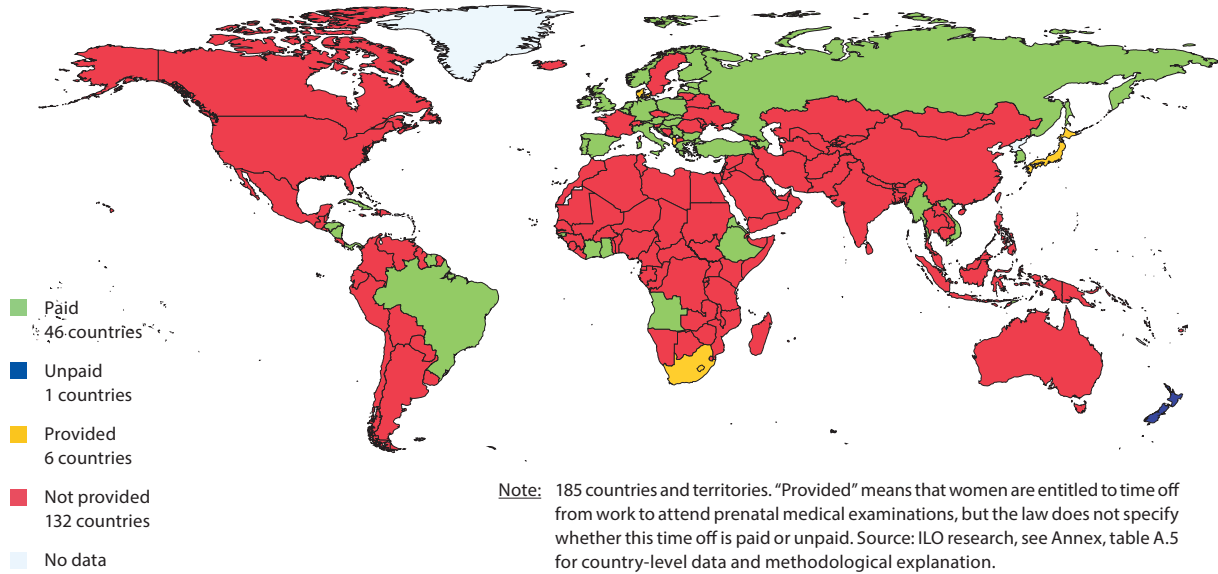 Paid
46 countries
Unpaid
1 countries
Provided
6 countries
Not provided
132 countries
No data
Note: 185 countries and territories. “Provided” means that women are entitled to time off
from work to attend prenatal medical examinations, but the law does not specify
whether this time off is paid or unpaid. Source: ILO research, see Annex, table A.5
for country-level data and methodological explanation.